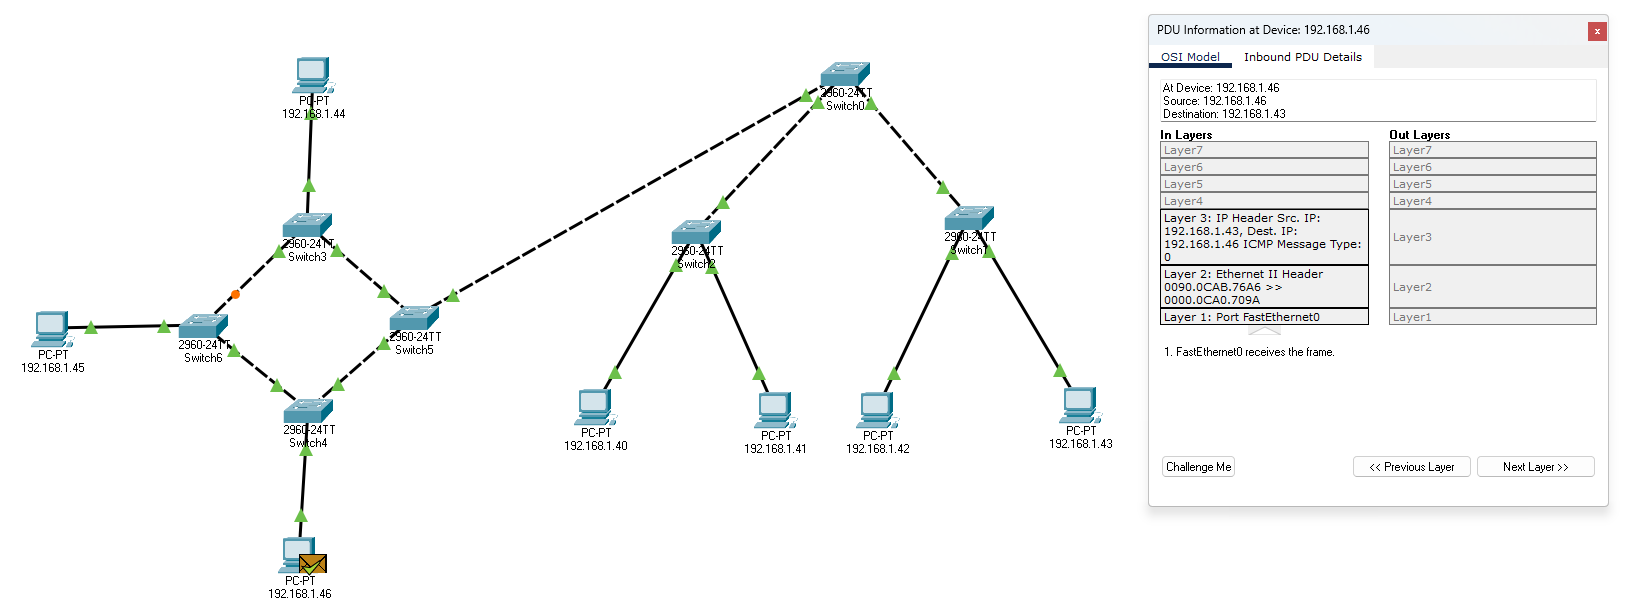 PC-PT
192.168.1.44
2960-24TT
Switch3
PC-PT
192.168.1.45
2960-24TT
Switch6
2960-24TT
Switch5
2960-24TT
Switch4
PC-PT
192.168.1.46
2960-24TT
Switch0
2960-24TT
Switch2
2960-24TT
Switch1
PC-PT
192.168.1.40
PC-PT
192.168.1.41
PC-PT
192.168.1.42
PC-PT
192.168.1.43
PDU Information at Device: 192.168.1.46
x
OSI Model
Inbound PDU Details
At Device: 192.168.1.46
Source: 192.168.1.46
Destination: 192.168.1.43
In Layers
Layer7
Layer6
Layer5
Layer4
Layer 3: IP Header Src. IP:
192.168.1.43, Dest. IP:
192.168.1.46 ICMP Message Type:
0
Layer 2: Ethernet II Header
0090.0CAB.76A6 >>
0000.0CA0.709A
Layer 1: Port FastEthernet0
Out Layers
Layer7
Layer6
Layer5
Layer4
Layer3
Layer2
Layer1
1. FastEthernet0 receives the frame.
Challenge Me
<< Previous Layer
Next Layer >>